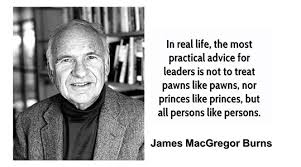 In real life, the most
practical advice for
leaders is not to treat
pawns like pawns, nor
princes like princes, but
all persons like persons.
James MacGregor Burns